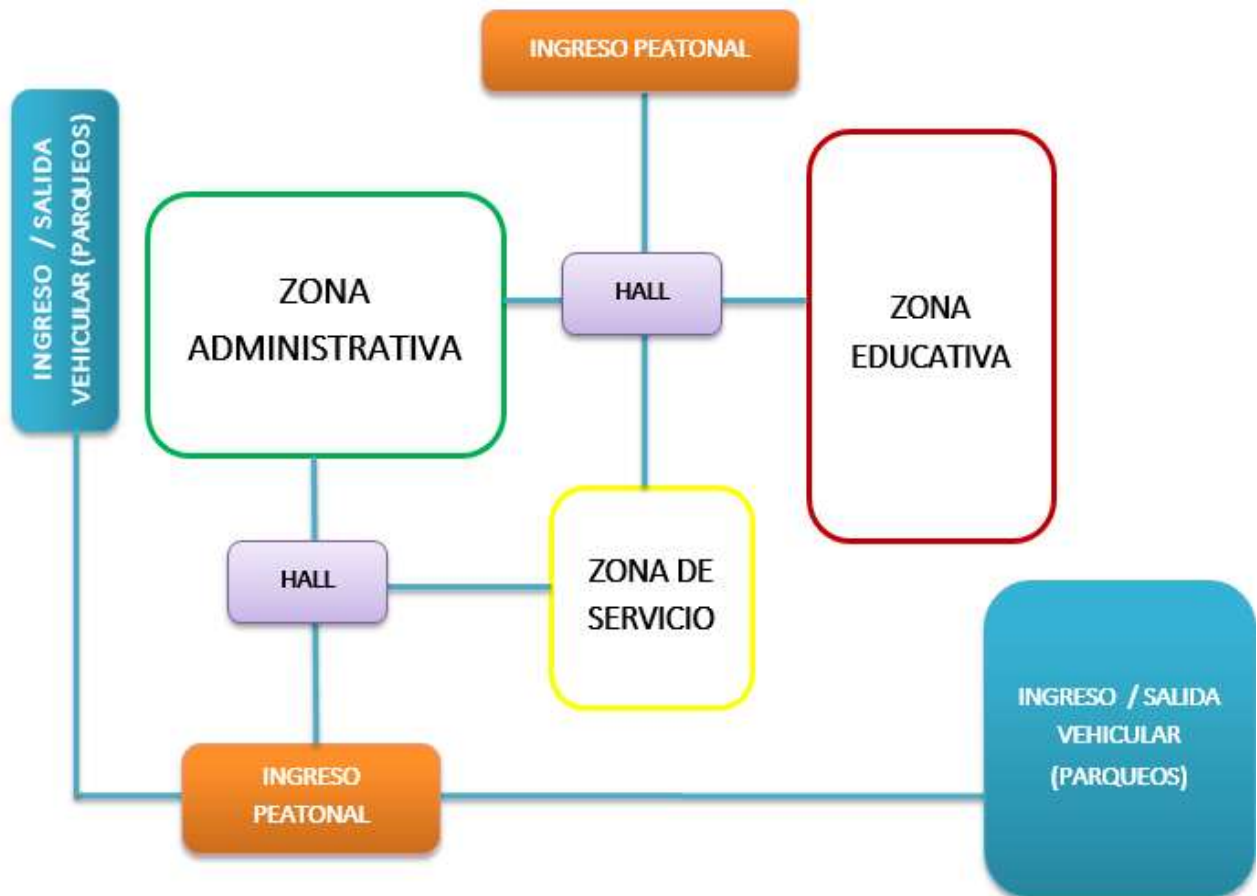 INGRESO PEATONAL
INGRESO / SALIDA
VEHICULAR (PARQUEOS)
ZONA
ADMINISTRATIVA
HALL
ZONA
EDUCATIVA
HALL
ZONA DE
SERVICIO
INGRESO / SALIDA
VEHICULAR
(PARQUEOS)
INGRESO
PEATONAL